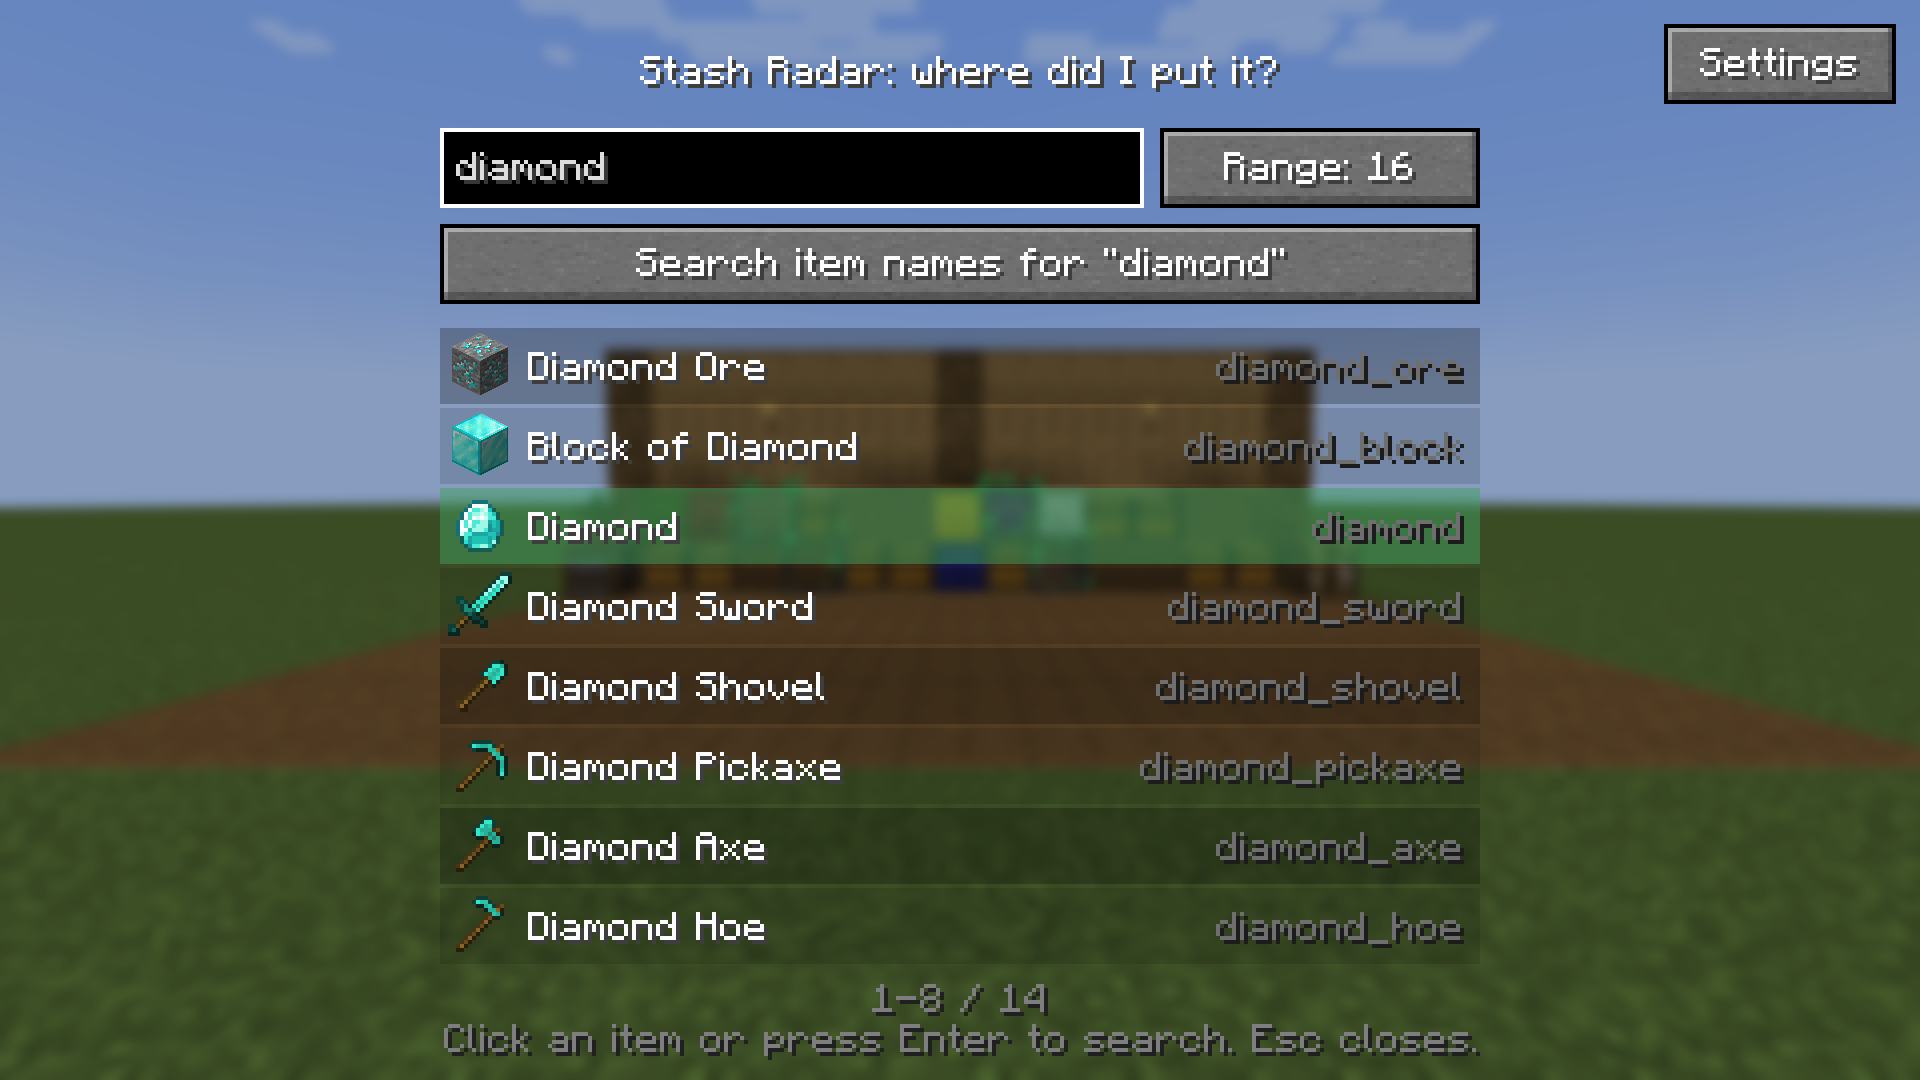 Stash Radar: where did I put it?
Settings
diamond
Range: 16
Search item names for "diamond"
Diamond Ore diamond_ore
Block of Diamond diamond_block
Diamond diamond
Diamond Sword diamond_sword
Diamond Shovel diamond_shovel
Diamond Pickaxe diamond_pickaxe
Diamond Axe diamond_axe
Diamond Hoe diamond_hoe
1-8 / 14
Click an item or press Enter to search. Esc closes.